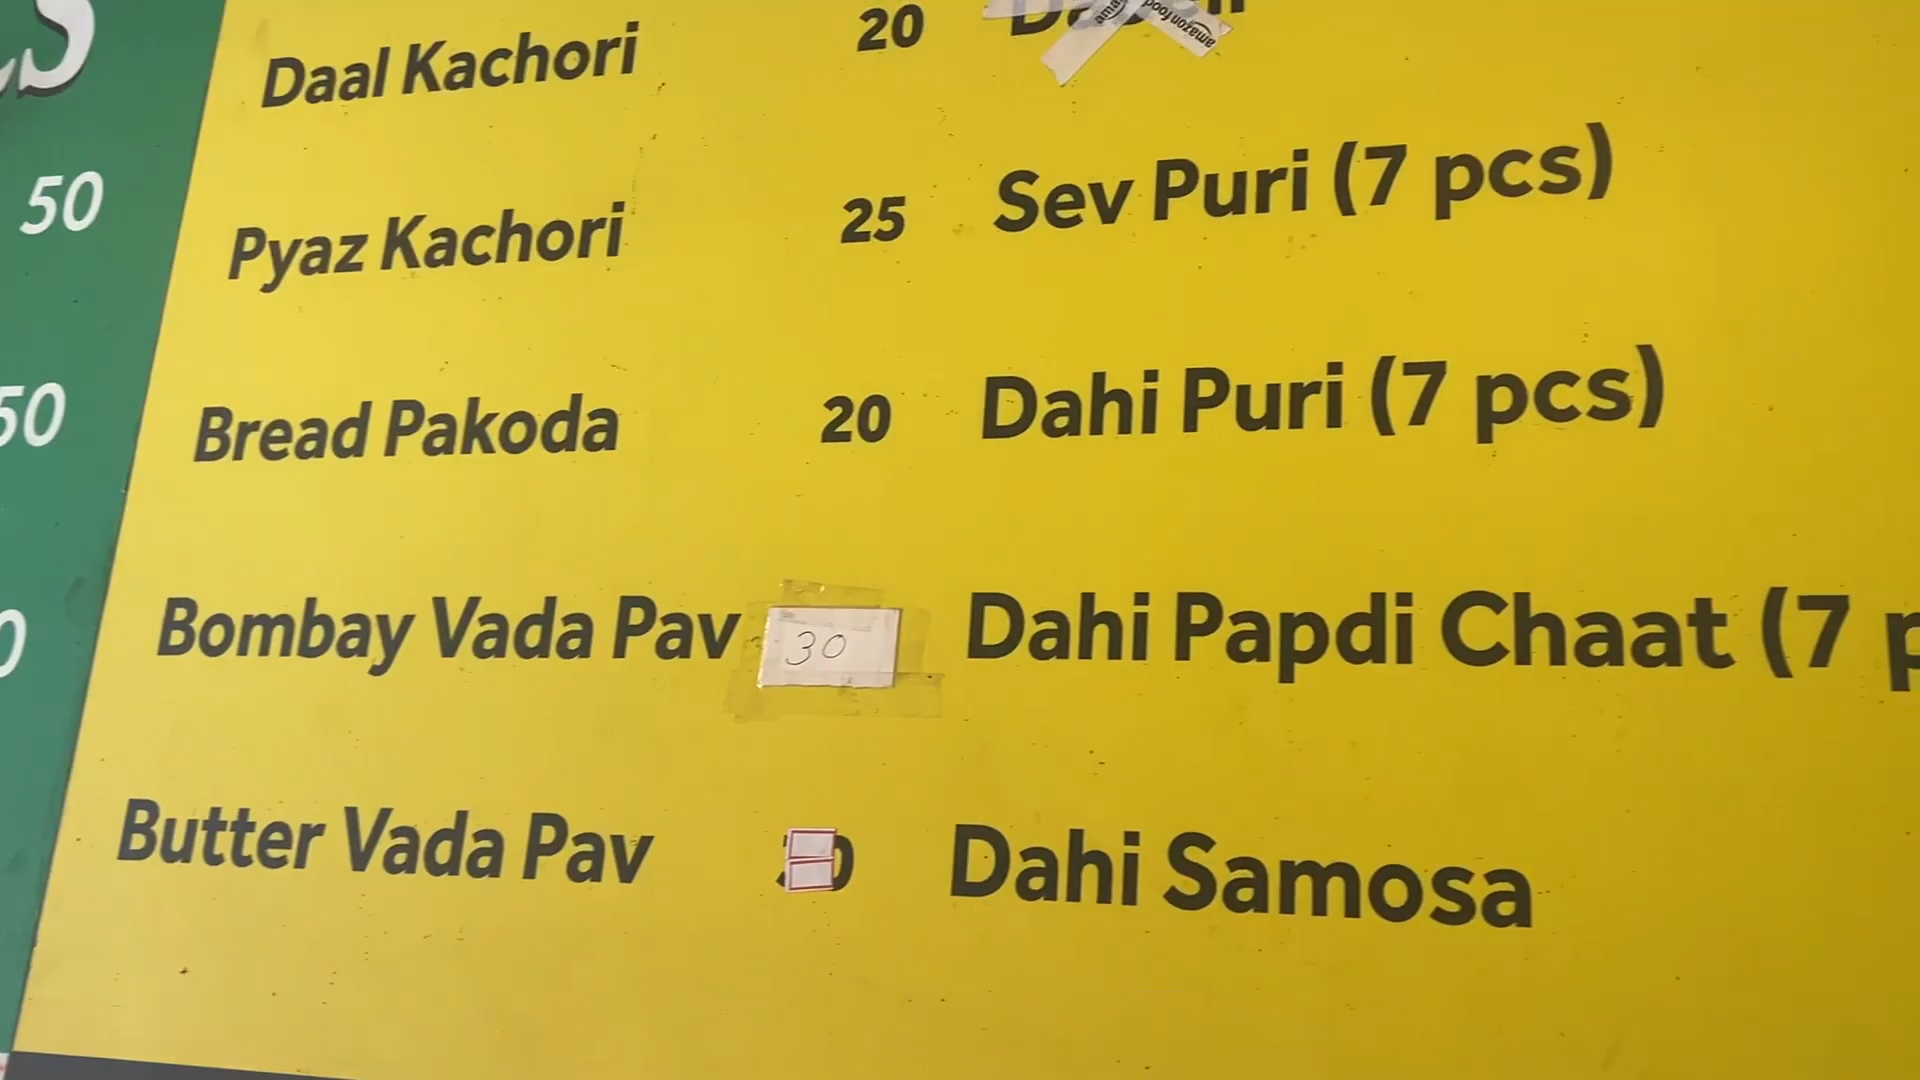 Daal Kachori 20
Pyaz Kachori 25 Sev Puri (7 pcs)
50
Bread Pakoda 20 Dahi Puri (7 pcs)
50
Bombay Vada Pav 30 Dahi Papdi Chaat (7
Butter Vada Pav Dahi Samosa